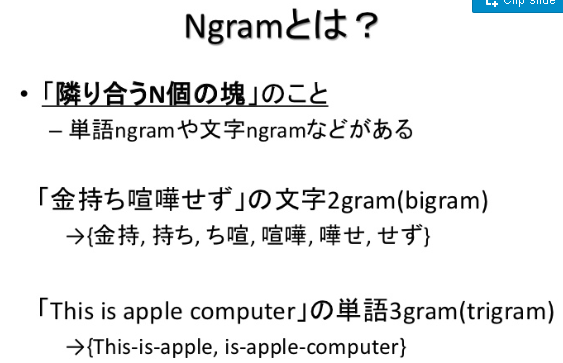 Clip slide
Ngramとは？
• 「隣り合うN個の塊」のこと
– 単語ngramや文字ngramなどがある
「金持ち喧嘩せず」の文字2gram(bigram)
→{金持, 持ち, ち喧, 喧嘩, 嘩せ, せず}
「This is apple computer」の単語3gram(trigram)
→{This-is-apple, is-apple-computer}